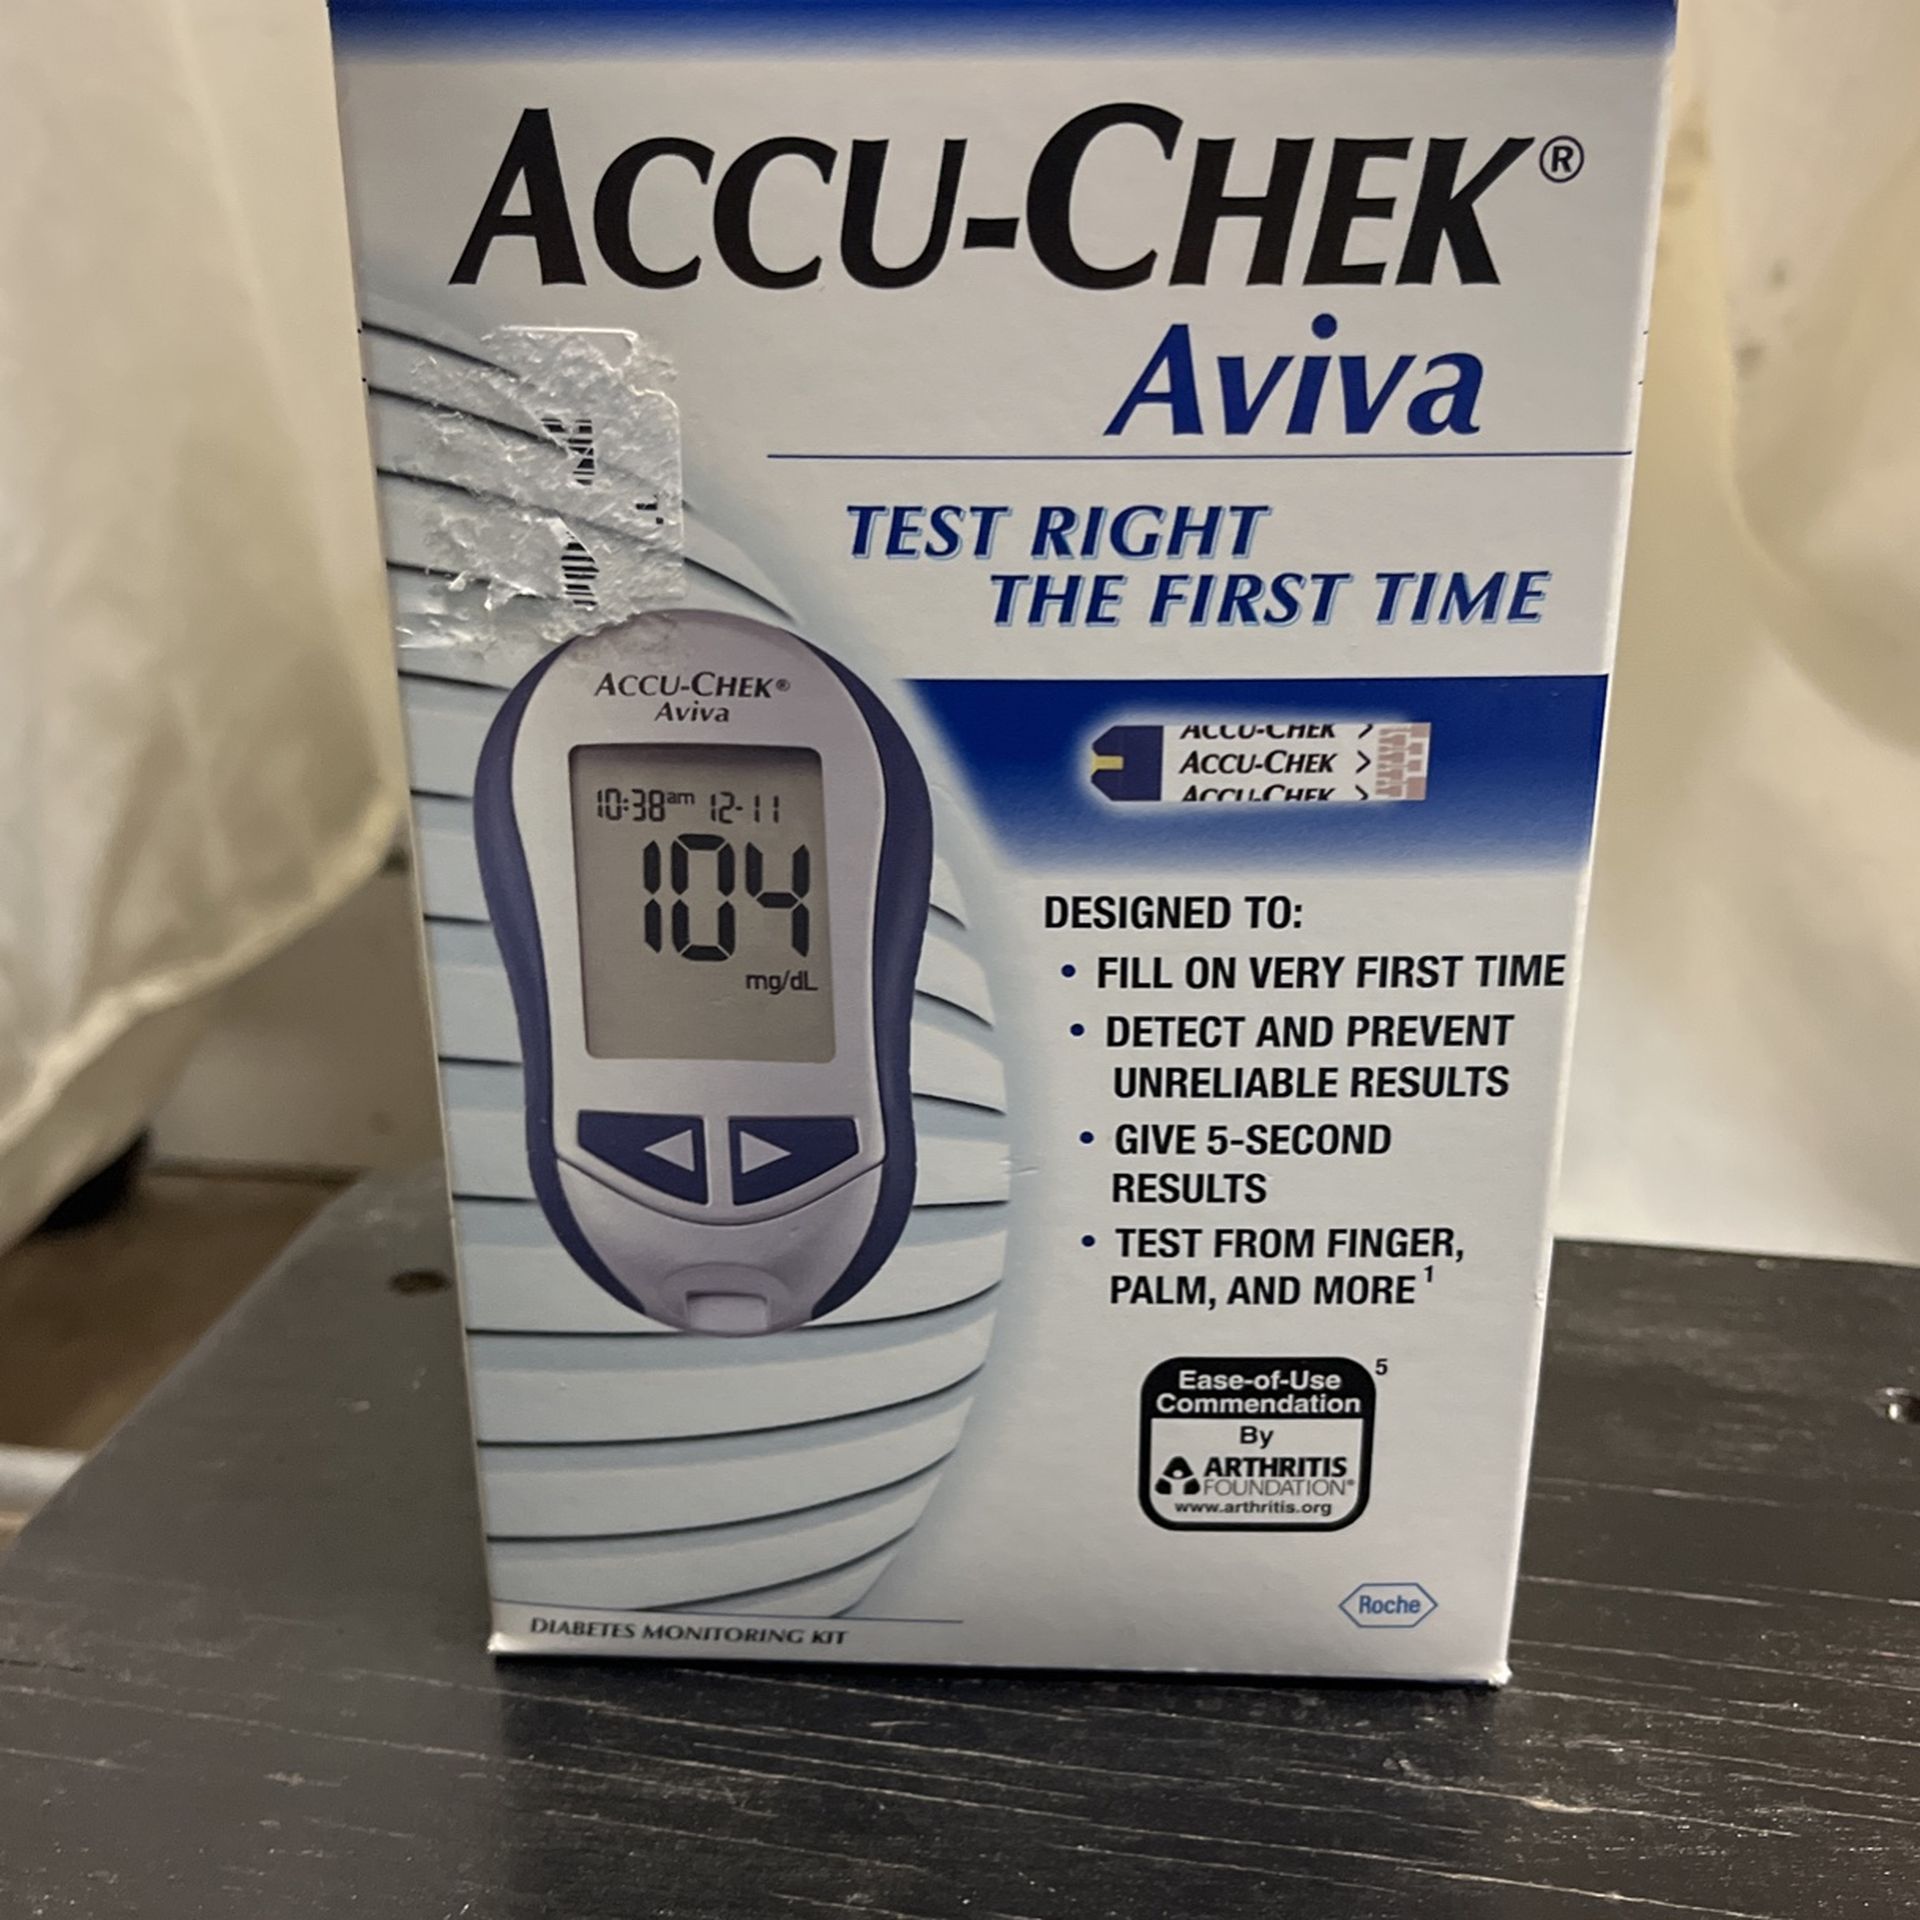 ACCU-CHEK®
Aviva
TEST RIGHT
THE FIRST TIME
ACCU-CHEK®
Aviva
10:38am 12-11
104
mg/dL
ACCU-CHEK >
ACCU-CHEK >
ACCU-CHEK >
DESIGNED TO:
• FILL ON VERY FIRST TIME
• DETECT AND PREVENT
UNRELIABLE RESULTS
• GIVE 5-SECOND
RESULTS
• TEST FROM FINGER,
PALM, AND MORE 1
Ease-of-Use 5
Commendation
By
ARTHRITIS
FOUNDATION®
www.arthritis.org
Roche
DIABETES MONITORING KIT